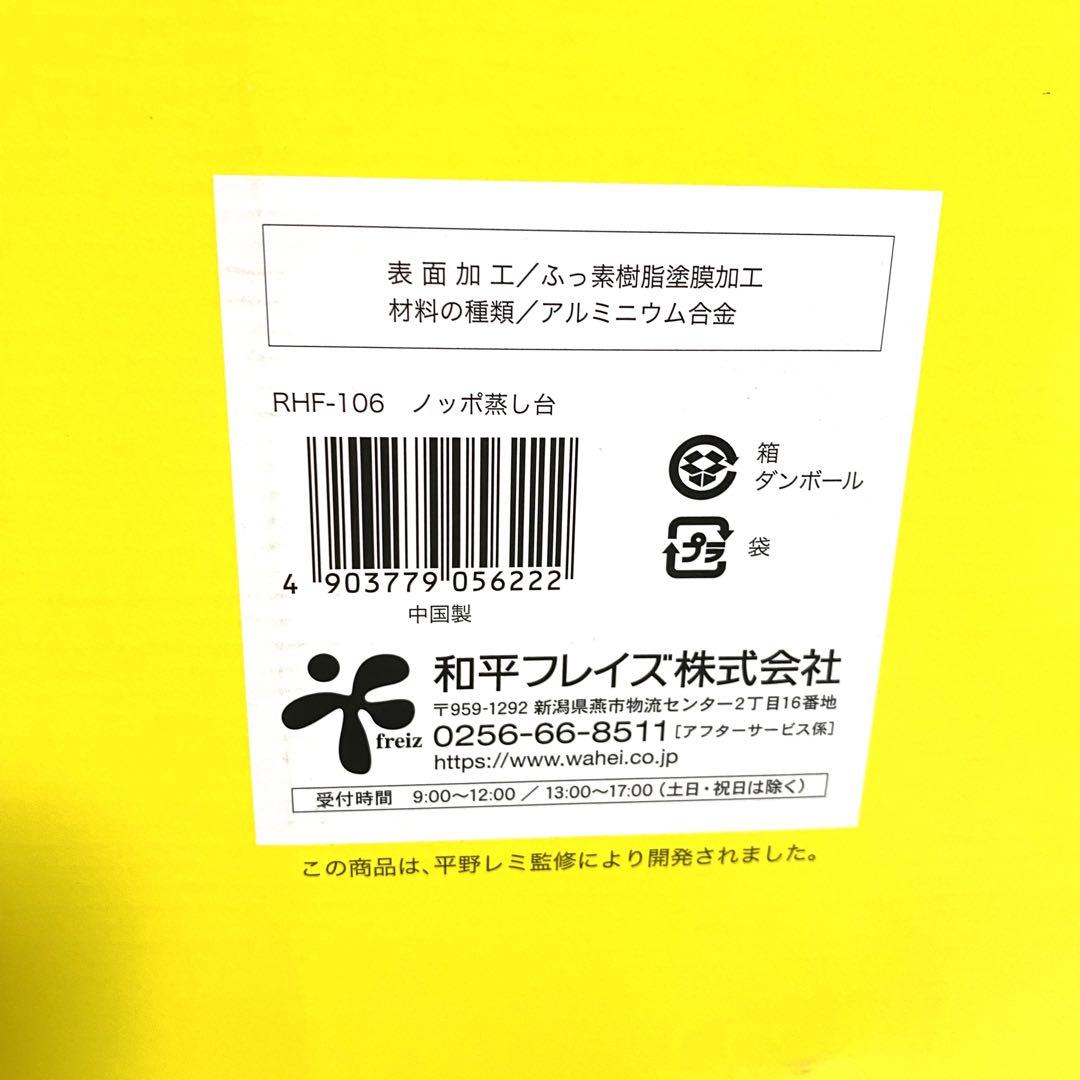 表面加工／ふっ素樹脂塗膜加工
材料の種類／アルミニウム合金
RHF-106　ノッポ蒸し台
箱
ダンボール
プラ
袋
4 903779 056222
中国製
freiz
和平フレイズ株式会社
〒959-1292 新潟県燕市物流センター2丁目16番地
0256-66-8511［アフターサービス係］
https://www.wahei.co.jp
受付時間　9:00〜12:00 ／ 13:00〜17:00（土日・祝日は除く）
この商品は、平野レミ監修により開発されました。